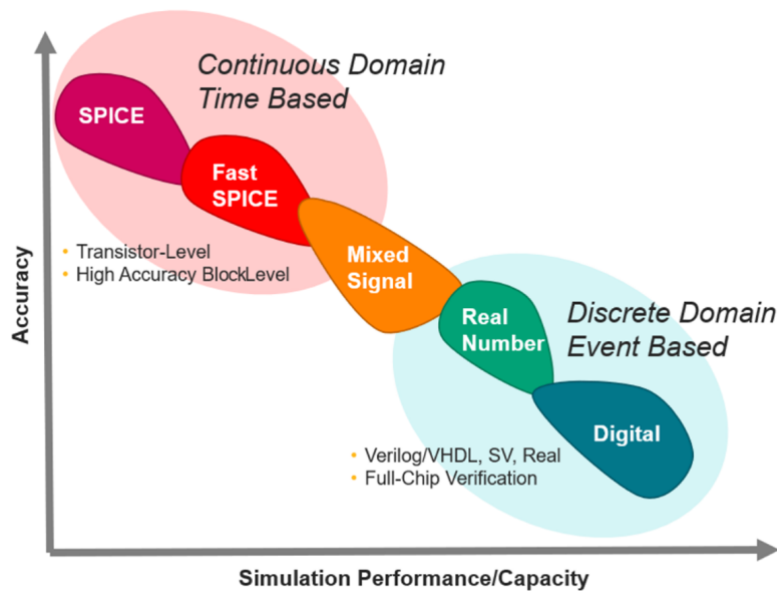 Continuous Domain
Time Based
SPICE
Fast
SPICE
Transistor-Level
High Accuracy BlockLevel
Mixed
Signal
Real
Number
Discrete Domain
Event Based
Digital
Verilog/VHDL, SV, Real
Full-Chip Verification
Accuracy
Simulation Performance/Capacity